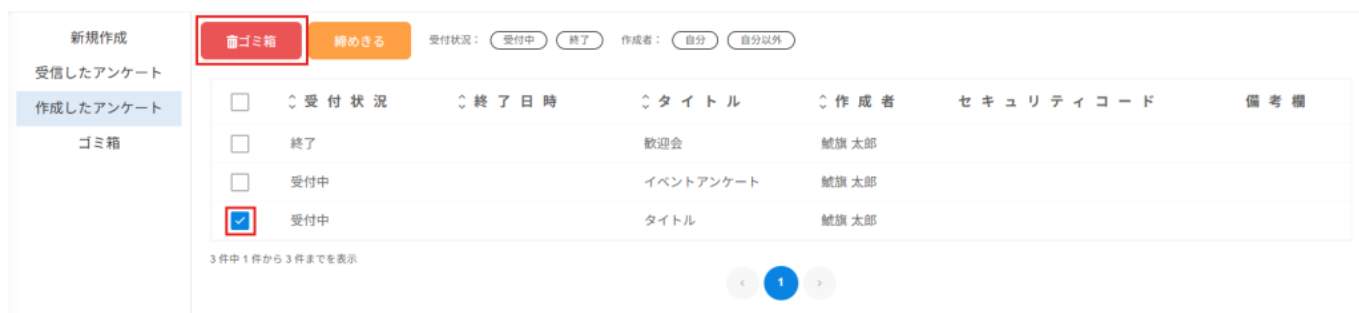 新規作成
受信したアンケート
作成したアンケート
ゴミ箱
ゴミ箱 締めきる 受付状況： 受付中 終了 作成者： 自分 自分以外
受付状況 終了日時 タイトル 作成者 セキュリティコード 備考欄
終了 歓迎会 鯱旗 太郎
受付中 イベントアンケート 鯱旗 太郎
受付中 タイトル 鯱旗 太郎
3 件中 1 件から 3 件までを表示
‹ 1 ›